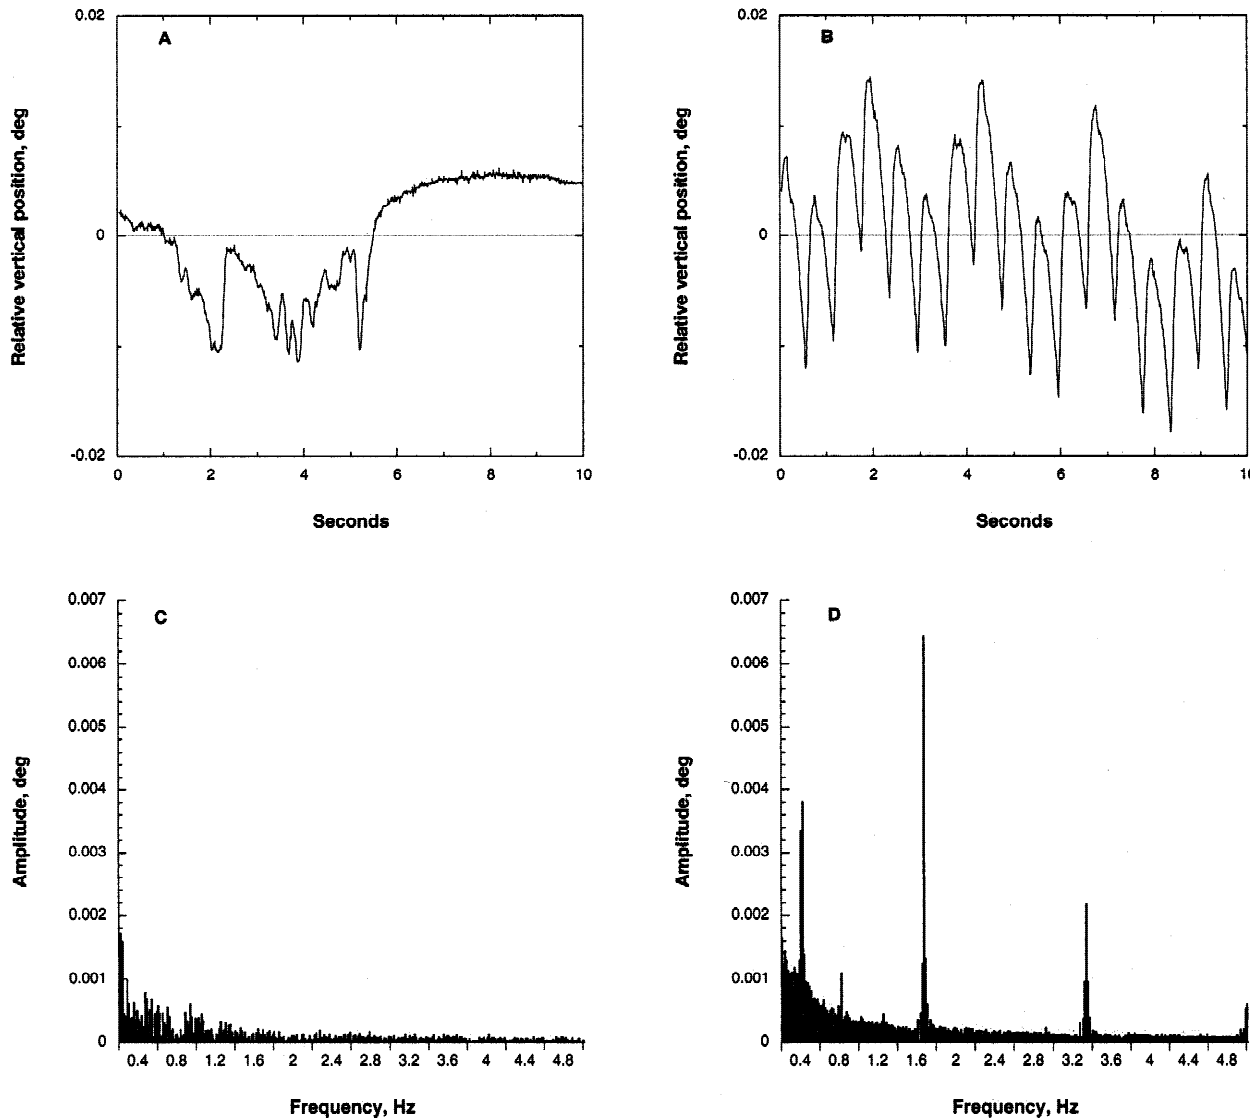 0.02
A
Relative vertical position, deg
0
-0.02
0 2 4 6 8 10
Seconds
0.02
B
Relative vertical position, deg
0
-0.02
0 2 4 6 8 10
Seconds
0.007
C
0.006
0.005
Amplitude, deg
0.004
0.003
0.002
0.001
0
0.4 0.8 1.2 1.6 2 2.4 2.8 3.2 3.6 4 4.4 4.8
Frequency, Hz
0.007
D
0.006
0.005
Amplitude, deg
0.004
0.003
0.002
0.001
0
0.4 0.8 1.2 1.6 2 2.4 2.8 3.2 3.6 4 4.4 4.8
Frequency, Hz